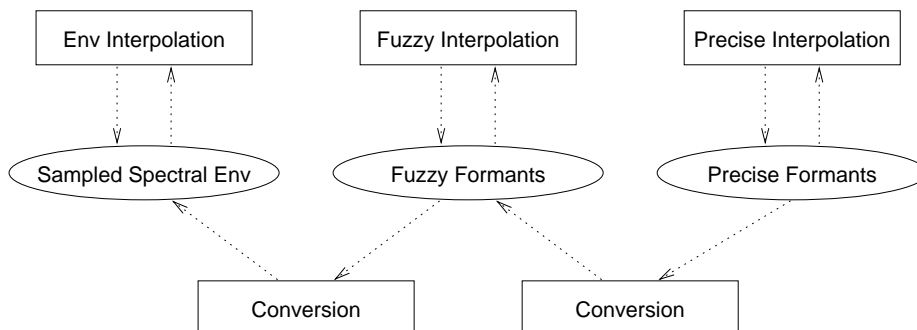 Env Interpolation
Fuzzy Interpolation
Precise Interpolation
Sampled Spectral Env
Fuzzy Formants
Precise Formants
Conversion
Conversion